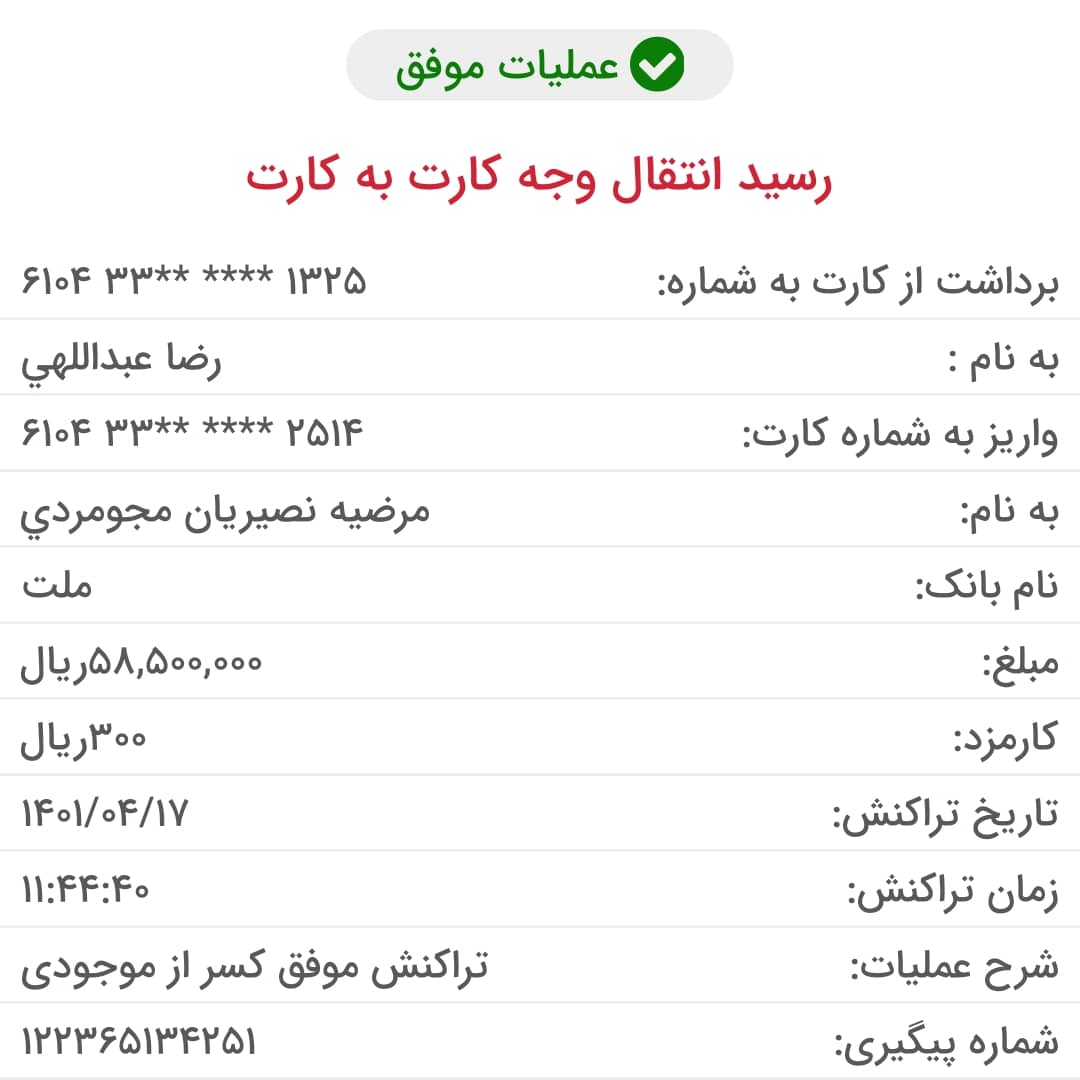 عملیات موفق
رسید انتقال وجه کارت به کارت
برداشت از کارت به شماره: ۶۱۰۴ ۳۳** **** ۱۳۲۵
به نام : رضا عبداللهي
واریز به شماره کارت: ۶۱۰۴ ۳۳** **** ۲۵۱۴
به نام: مرضیه نصیریان مجومردي
نام بانک: ملت
مبلغ: ۵۸,۵۰۰,۰۰۰ریال
کارمزد: ۳۰۰ریال
تاریخ تراکنش: ۱۴۰۱/۰۴/۱۷
زمان تراکنش: ۱۱:۴۴:۴۰
شرح عملیات: تراکنش موفق کسر از موجودی
شماره پیگیری: ۱۲۲۳۶۵۱۳۴۲۵۱